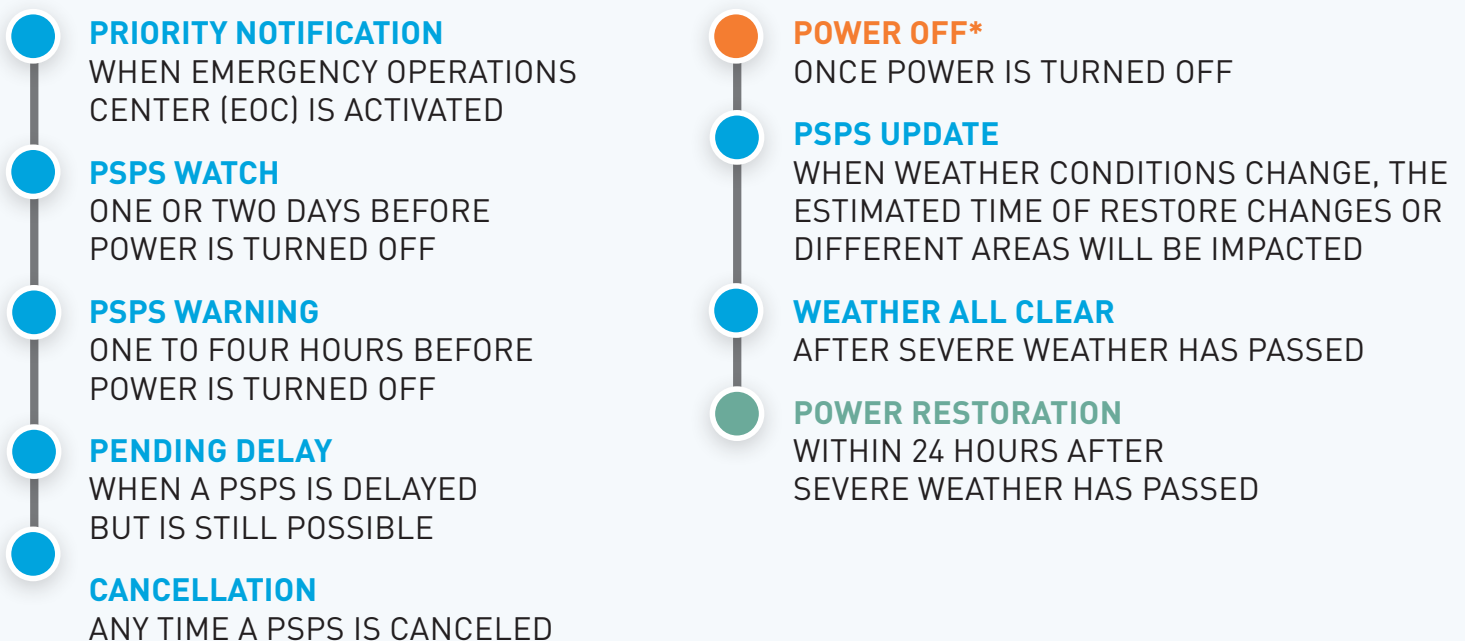 PRIORITY NOTIFICATION
WHEN EMERGENCY OPERATIONS
CENTER (EOC) IS ACTIVATED
PSPS WATCH
ONE OR TWO DAYS BEFORE
POWER IS TURNED OFF
PSPS WARNING
ONE TO FOUR HOURS BEFORE
POWER IS TURNED OFF
PENDING DELAY
WHEN A PSPS IS DELAYED
BUT IS STILL POSSIBLE
CANCELLATION
ANY TIME A PSPS IS CANCELED
POWER OFF*
ONCE POWER IS TURNED OFF
PSPS UPDATE
WHEN WEATHER CONDITIONS CHANGE, THE
ESTIMATED TIME OF RESTORE CHANGES OR
DIFFERENT AREAS WILL BE IMPACTED
WEATHER ALL CLEAR
AFTER SEVERE WEATHER HAS PASSED
POWER RESTORATION
WITHIN 24 HOURS AFTER
SEVERE WEATHER HAS PASSED